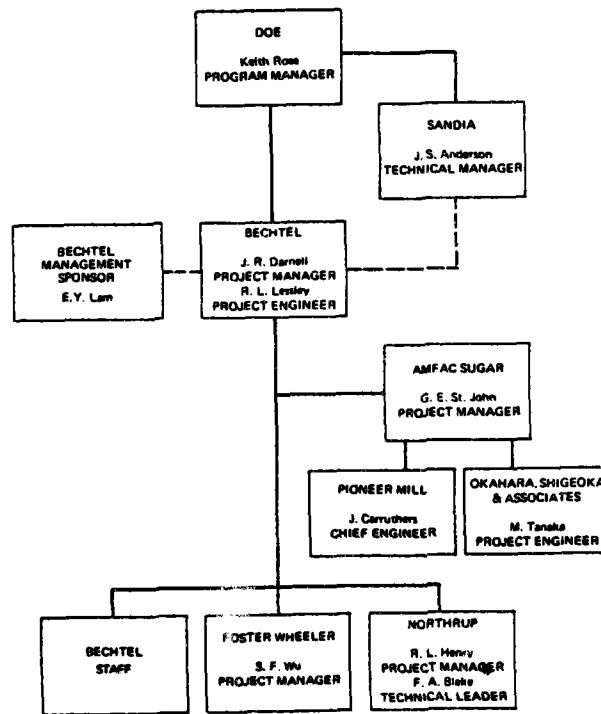 DOE
Keith Rose
PROGRAM MANAGER
SANDIA
J. S. Anderson
TECHNICAL MANAGER
BECHTEL
MANAGEMENT
SPONSOR
E.Y. Lam
BECHTEL
J. R. Darnell
PROJECT MANAGER
R. L. Lessley
PROJECT ENGINEER
AMFAC SUGAR
G. E. St. John
PROJECT MANAGER
PIONEER MILL
J. Carruthers
CHIEF ENGINEER
OKAHARA, SHIGEOKA
& ASSOCIATES
M. Tanaka
PROJECT ENGINEER
BECHTEL
STAFF
FOSTER WHEELER
S. F. Wu
PROJECT MANAGER
NORTHRUP
R. L. Henry
PROJECT MANAGER
F. A. Blake
TECHNICAL LEADER